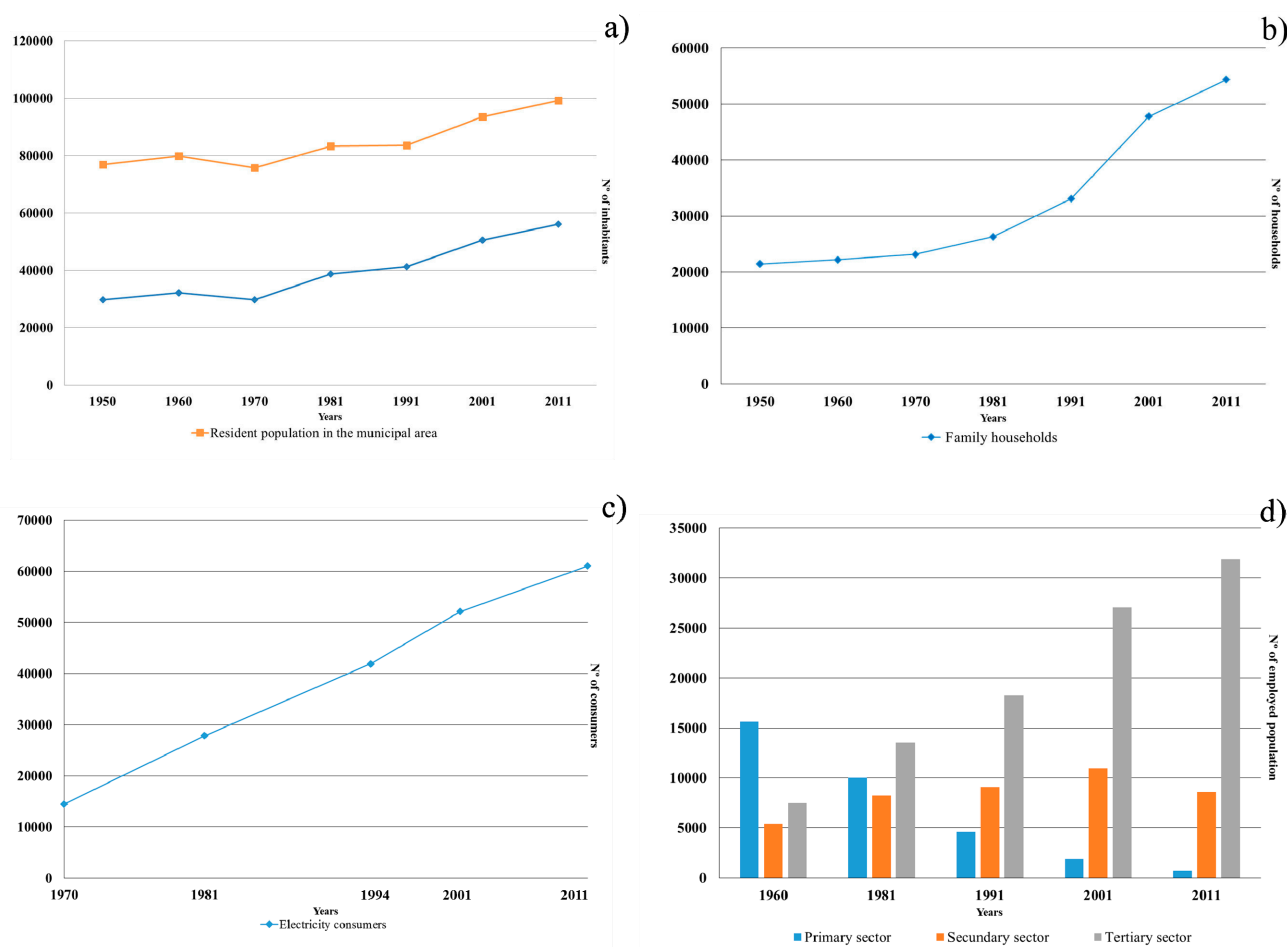 a)
120000
100000
80000
60000
40000
20000
0
Nº of inhabitants
1950 1960 1970 1981 1991 2001 2011
Years
Resident population in the municipal area
b)
60000
50000
40000
30000
20000
10000
0
Nº of households
1950 1960 1970 1981 1991 2001 2011
Years
Family households
c)
70000
60000
50000
40000
30000
20000
10000
0
Nº of consumers
1970 1981 1994 2001 2011
Years
Electricity consumers
d)
35000
30000
25000
20000
15000
10000
5000
0
Nº of employed population
1960 1981 1991 2001 2011
Years
Primary sector Secundary sector Tertiary sector